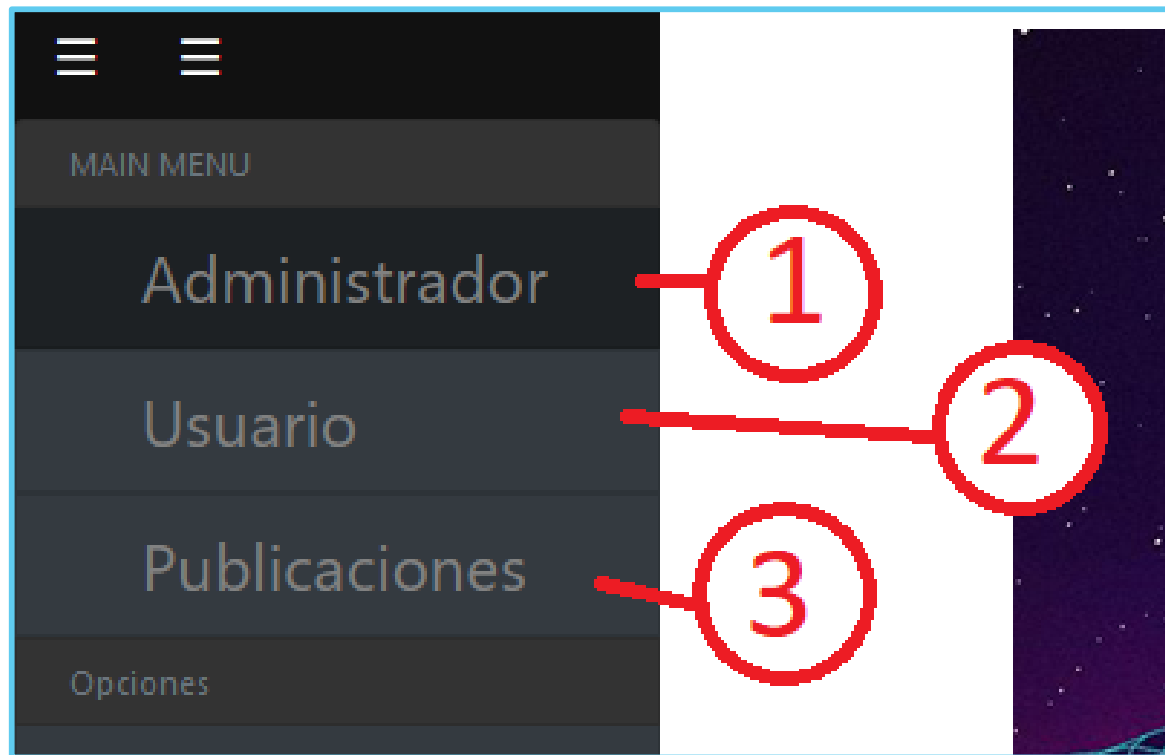 MAIN MENU
Administrador
1
Usuario
2
Publicaciones
3
Opciones